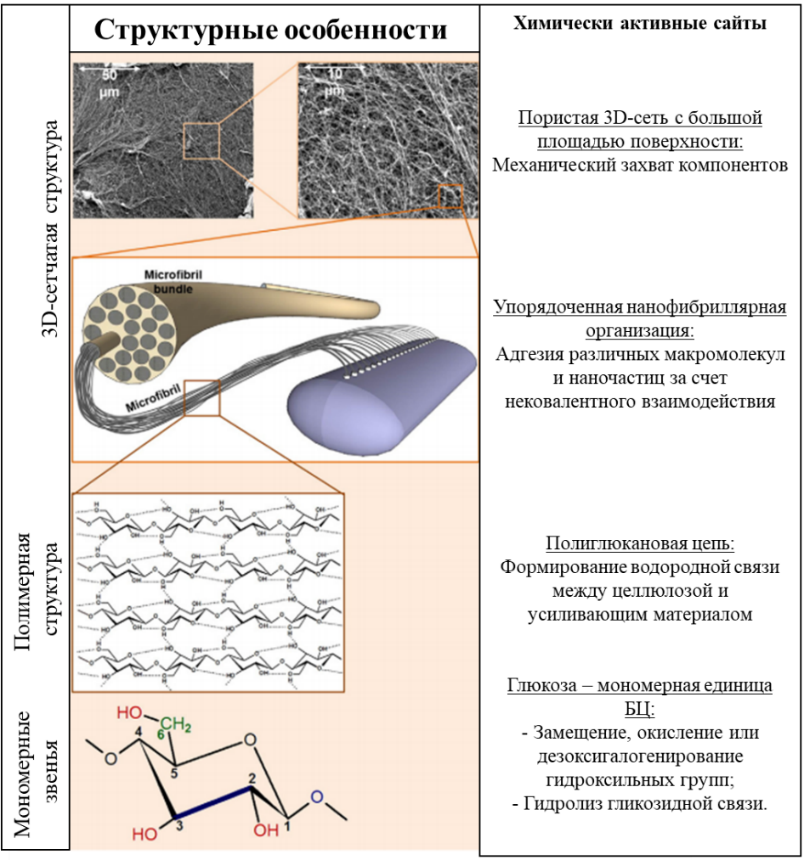 Структурные особенности
Химически активные сайты
3D-сетчатая структура
50
µm
10
µm
Пористая 3D-сеть с большой
площадью поверхности:
Механический захват компонентов
Microfibril
bundle
Microfibril
Упорядоченная нанофибриллярная
организация:
Адгезия различных макромолекул
и наночастиц за счет
нековалентного взаимодействия
Полимерная
структура
Полиглюкановая цепь:
Формирование водородной связи
между целлюлозой и
усиливающим материалом
Мономерные
звенья
HO
6
CH2
4
O
5
O
2
O
3
1
HO
OH
Глюкоза – мономерная единица
БЦ:
- Замещение, окисление или
дезоксигалогенирование
гидроксильных групп;
- Гидролиз гликозидной связи.